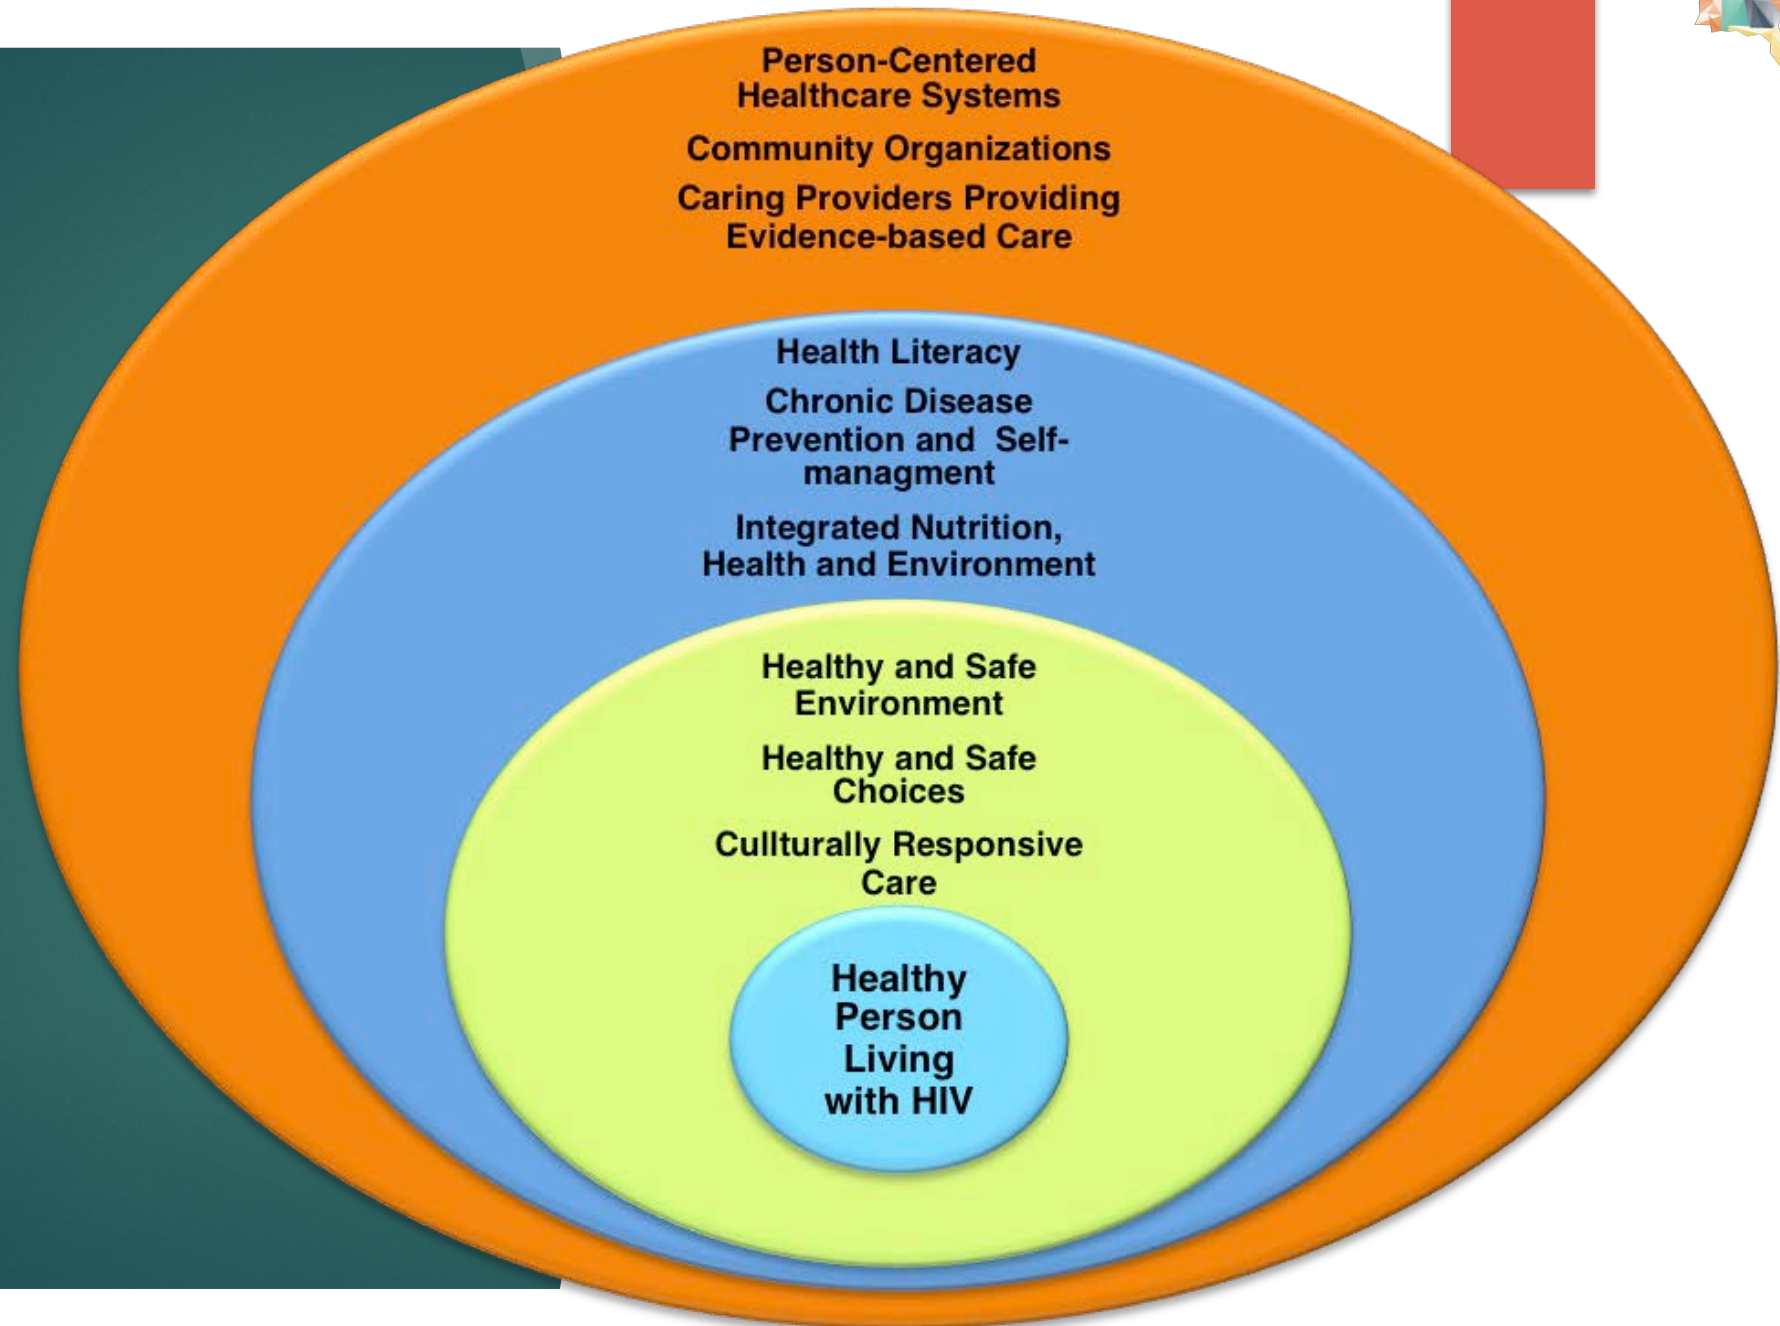 Person-Centered
Healthcare Systems
Community Organizations
Caring Providers Providing
Evidence-based Care
Health Literacy
Chronic Disease
Prevention and  Self-
managment
Integrated Nutrition,
Health and Environment
Healthy and Safe
Environment
Healthy and Safe
Choices
Cullturally Responsive
Care
Healthy
Person
Living
with HIV